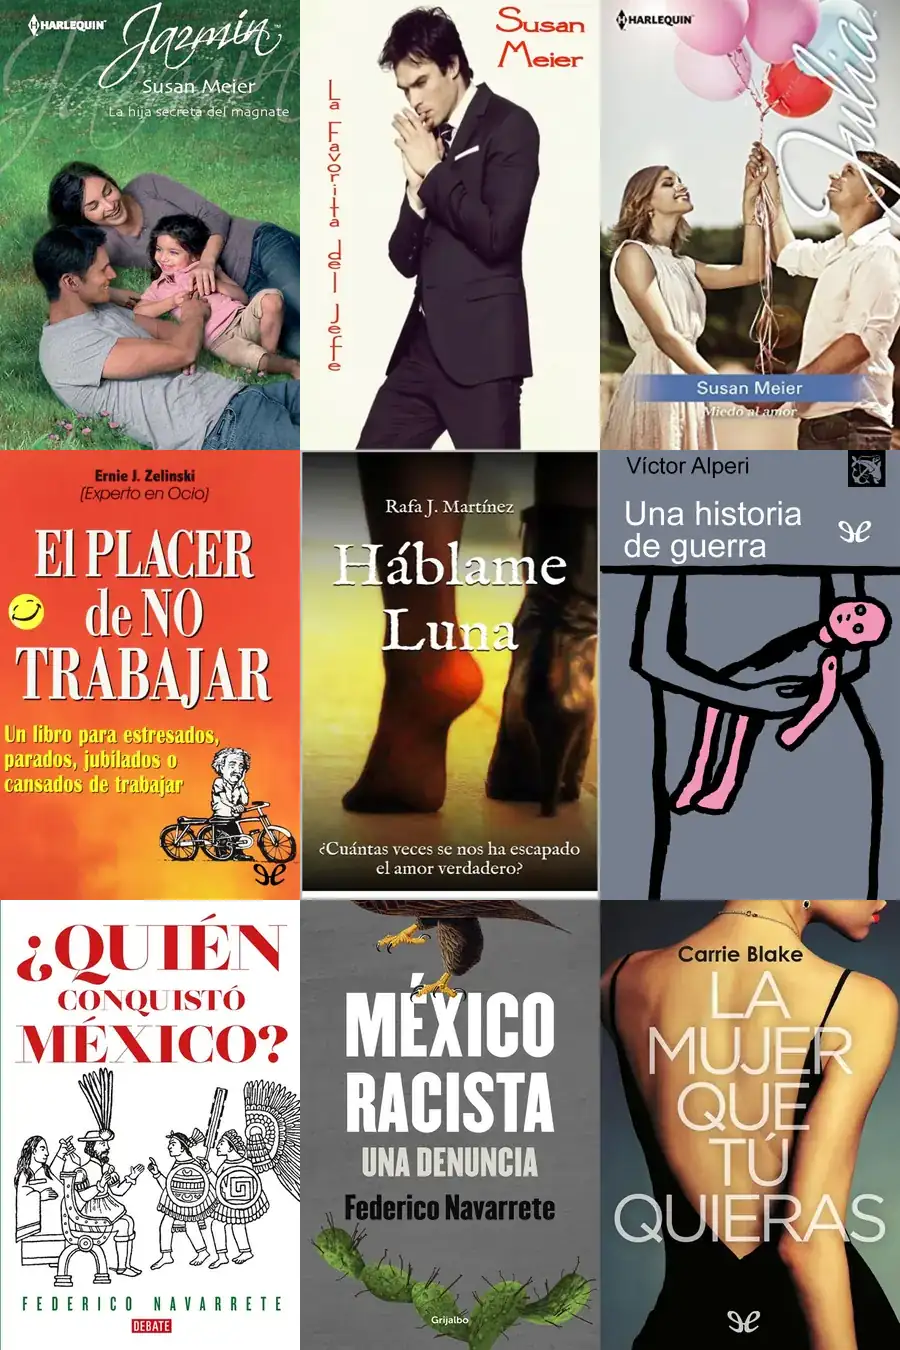 HARLEQUIN™
Jazmín™
Susan Meier
La hija secreta del magnate
Susan
Meier
La Favorita del Jefe
HARLEQUIN™
Julia
Susan Meier
Miedo al amor
Ernie J. Zelinski
(Experto en Ocio)
El PLACER
de NO
TRABAJAR
Un libro para estresados,
parados, jubilados o
cansados de trabajar
Rafa J. Martínez
Háblame
Luna
¿Cuántas veces se nos ha escapado
el amor verdadero?
Víctor Alperi
Una historia
de guerra
¿QUIÉN
CONQUISTÓ
MÉXICO?
FEDERICO NAVARRETE
DEBATE
MÉXICO
RACISTA
UNA DENUNCIA
Federico Navarrete
Grijalbo
Carrie Blake
LA
MUJER
QUE
TÚ
QUIERAS